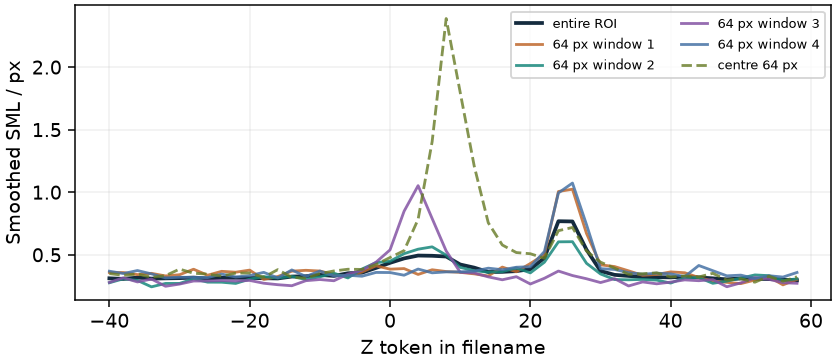 Smoothed SML / px
2.0
1.5
1.0
0.5
entire ROI
64 px window 1
64 px window 2
64 px window 3
64 px window 4
centre 64 px
−40
−20
0
20
40
60
Z token in filename